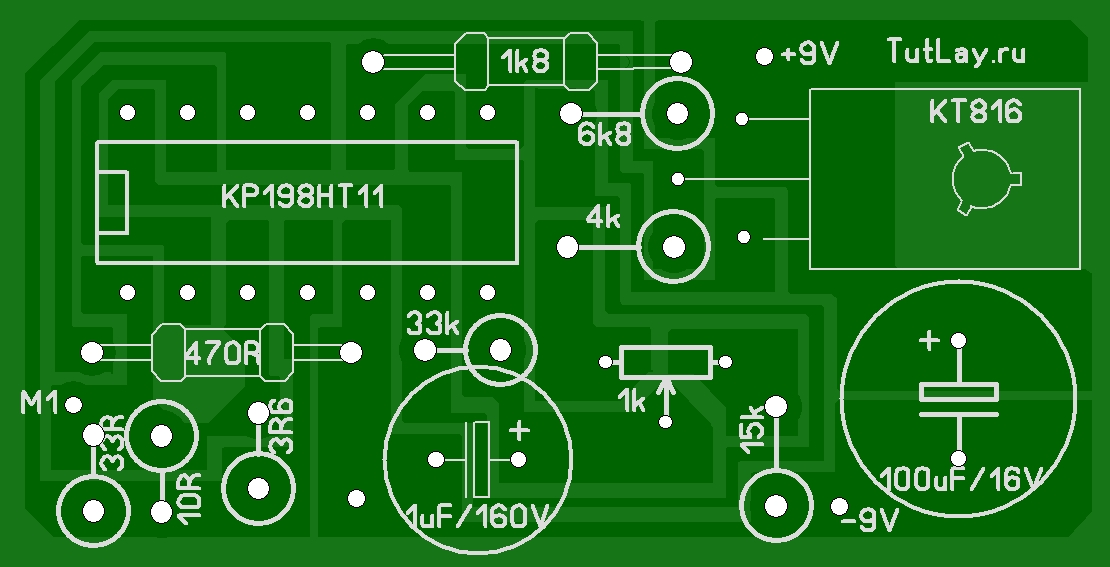 1k8
+9V
TutLay.ru
6k8
KT816
KP198HT11
4k
33k
470R
+
1k
M1
33R
3R6
15k
+
10R
100uF/16V
1uF/160V
-9V